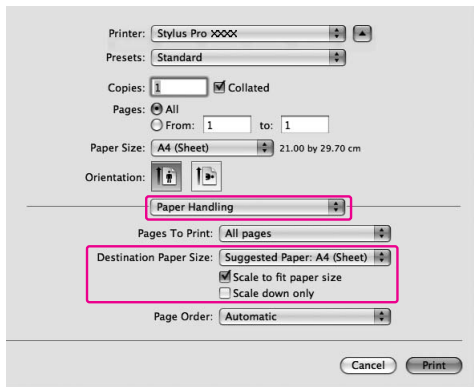 Printer: Stylus Pro XXXX
Presets: Standard
Copies: 1 Collated
Pages: All
From: 1 to: 1
Paper Size: A4 (Sheet) 21.00 by 29.70 cm
Orientation:
Paper Handling
Pages To Print: All pages
Destination Paper Size: Suggested Paper: A4 (Sheet)
Scale to fit paper size
Scale down only
Page Order: Automatic
Cancel Print